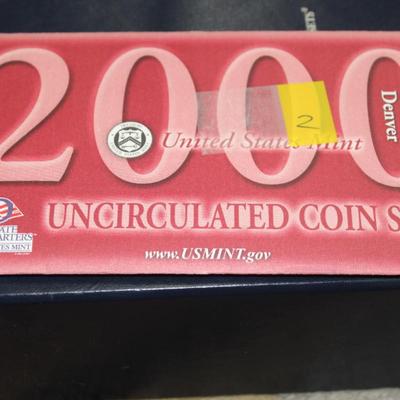 2000
Denver
2
United States Mint
UNCIRCULATED COIN S
www.USMINT.gov